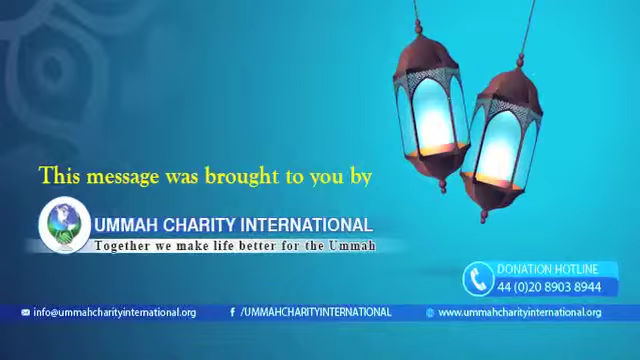 This message was brought to you by
UMMAH CHARITY INTERNATIONAL
Together we make life better for the Ummah
DONATION HOTLINE
44 (0)20 8903 8944
info@ummahcharityinternational.org
/UMMAHCHARITYINTERNATIONAL
www.ummahcharityinternational.org